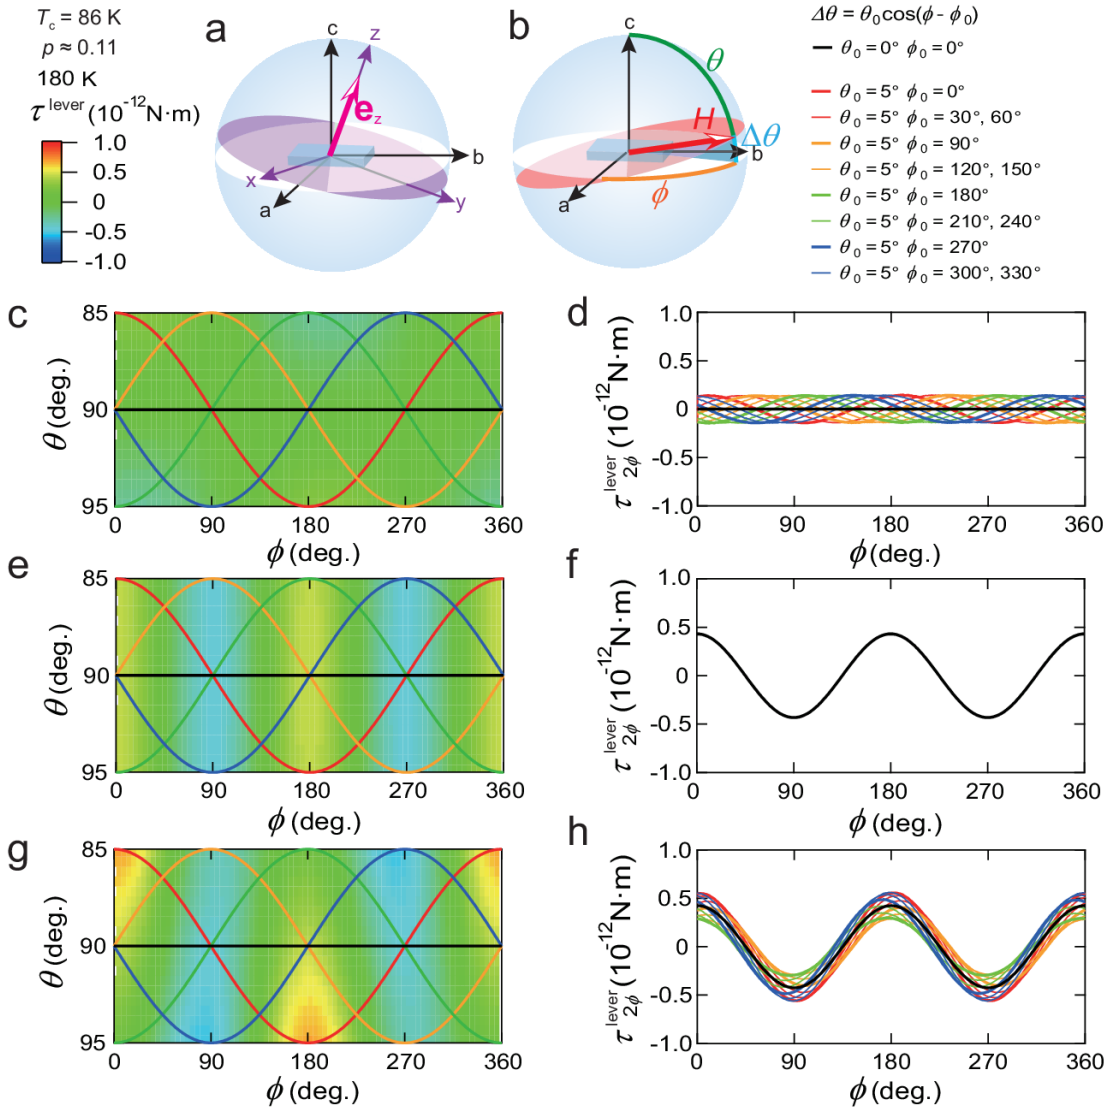 T_c = 86 K
p ≈ 0.11
180 K
τ^lever (10^-12 N·m)
1.0
0.5
0
-0.5
-1.0
a
c
z
e_z
b
x
a
y
b
c
θ
H
Δθ
b
a
ϕ
Δθ = θ_0 cos(ϕ - ϕ_0)
θ_0 = 0° ϕ_0 = 0°
θ_0 = 5° ϕ_0 = 0°
θ_0 = 5° ϕ_0 = 30°, 60°
θ_0 = 5° ϕ_0 = 90°
θ_0 = 5° ϕ_0 = 120°, 150°
θ_0 = 5° ϕ_0 = 180°
θ_0 = 5° ϕ_0 = 210°, 240°
θ_0 = 5° ϕ_0 = 270°
θ_0 = 5° ϕ_0 = 300°, 330°
c
85
90
95
θ (deg.)
0 90 180 270 360
ϕ (deg.)
d
1.0
0.5
0
-0.5
-1.0
τ^lever_2ϕ (10^-12 N·m)
0 90 180 270 360
ϕ (deg.)
e
85
90
95
θ (deg.)
0 90 180 270 360
ϕ (deg.)
f
1.0
0.5
0
-0.5
-1.0
τ^lever_2ϕ (10^-12 N·m)
0 90 180 270 360
ϕ (deg.)
g
85
90
95
θ (deg.)
0 90 180 270 360
ϕ (deg.)
h
1.0
0.5
0
-0.5
-1.0
τ^lever_2ϕ (10^-12 N·m)
0 90 180 270 360
ϕ (deg.)